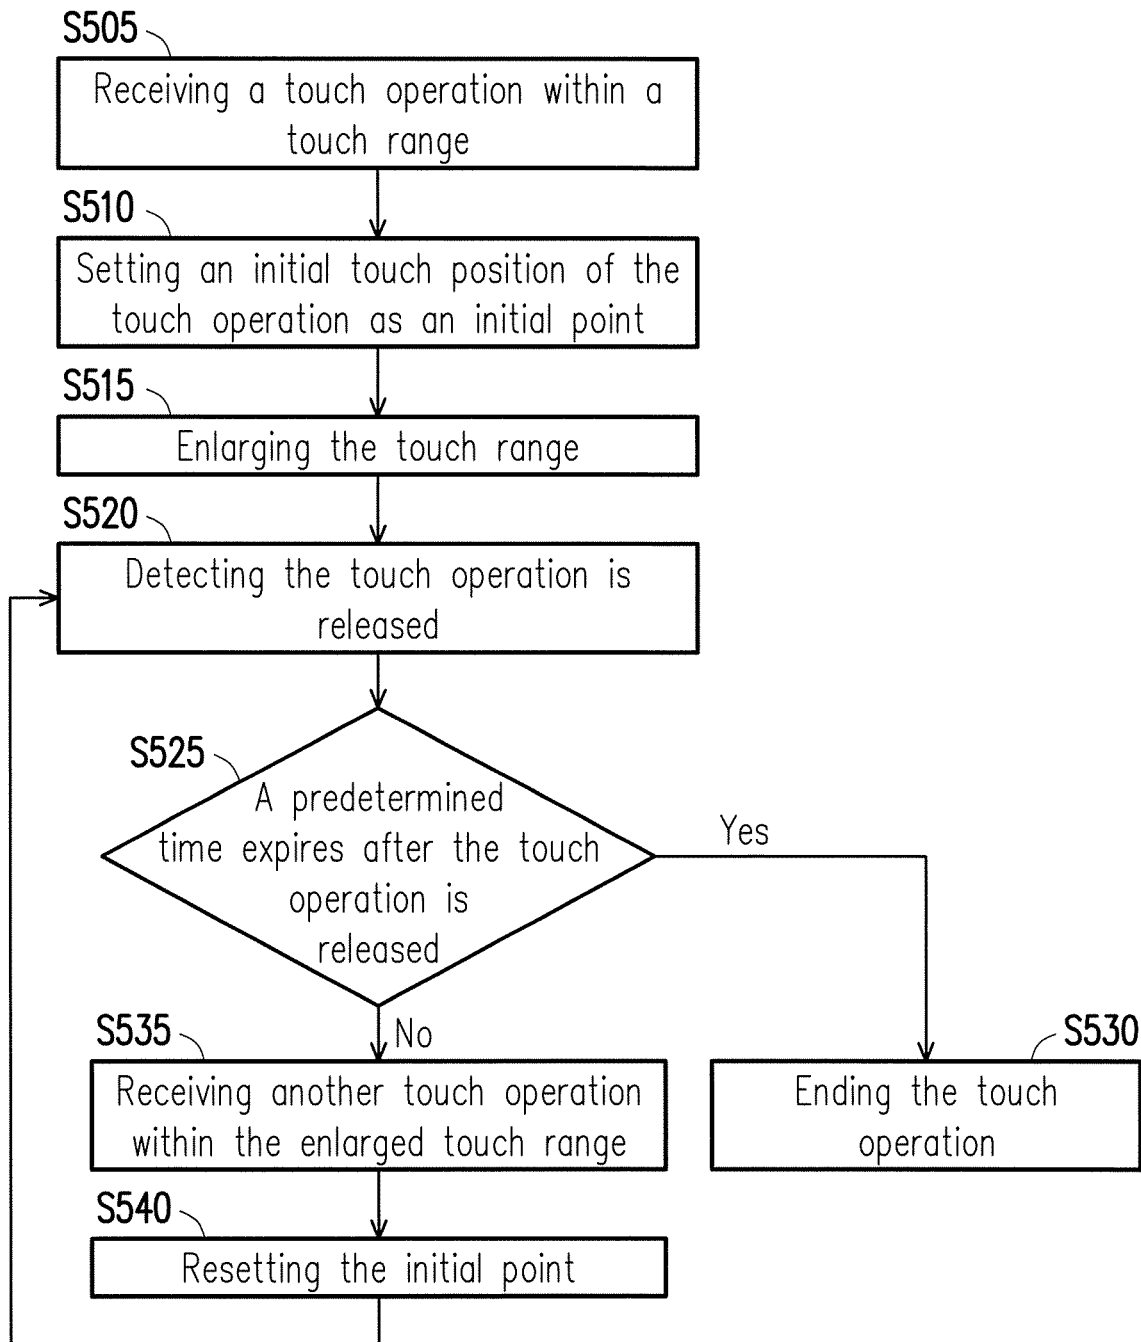 S505
Receiving a touch operation within a
touch range
S510
Setting an initial touch position of the
touch operation as an initial point
S515
Enlarging the touch range
S520
Detecting the touch operation is
released
S525
A predetermined
time expires after the touch
operation is
released
Yes
No
S535
Receiving another touch operation
within the enlarged touch range
S530
Ending the touch
operation
S540
Resetting the initial point